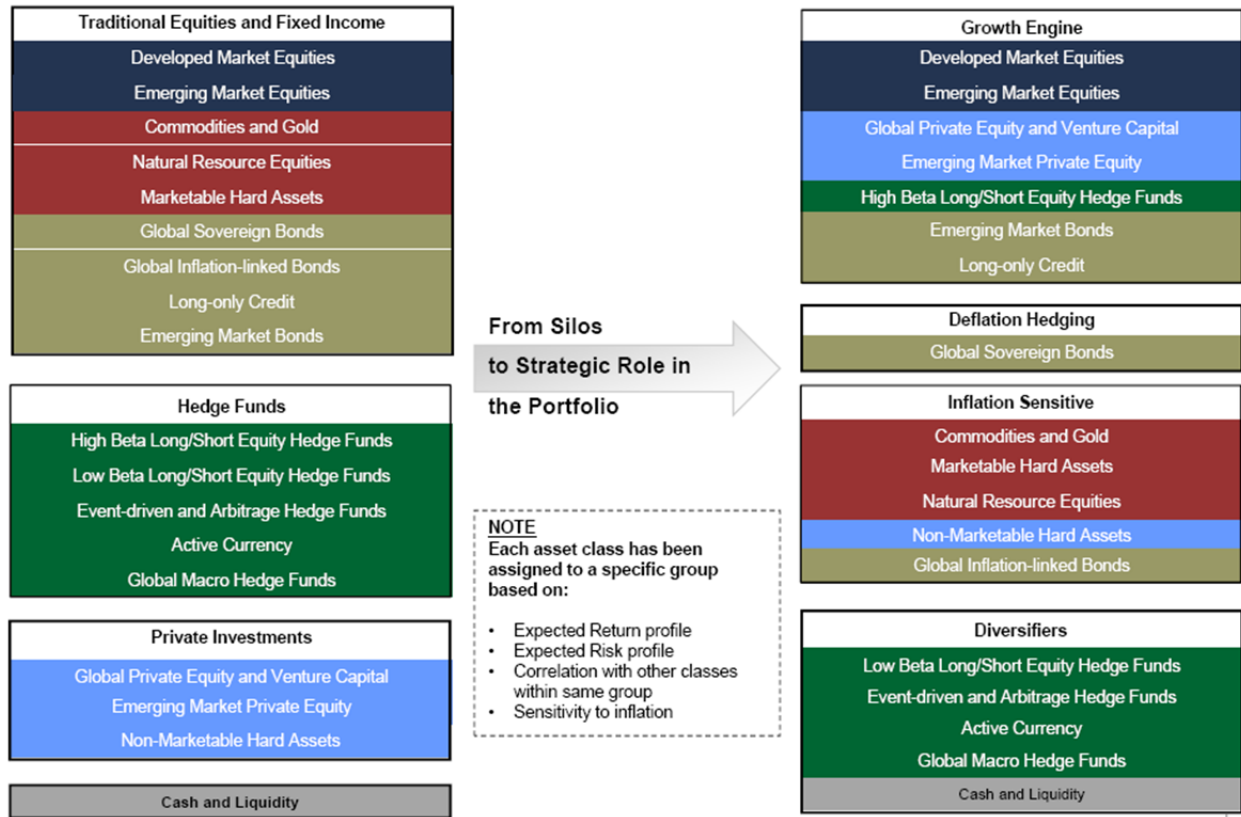 Traditional Equities and Fixed Income
Developed Market Equities
Emerging Market Equities
Commodities and Gold
Natural Resource Equities
Marketable Hard Assets
Global Sovereign Bonds
Global Inflation-linked Bonds
Long-only Credit
Emerging Market Bonds
Hedge Funds
High Beta Long/Short Equity Hedge Funds
Low Beta Long/Short Equity Hedge Funds
Event-driven and Arbitrage Hedge Funds
Active Currency
Global Macro Hedge Funds
Private Investments
Global Private Equity and Venture Capital
Emerging Market Private Equity
Non-Marketable Hard Assets
Cash and Liquidity
From Silos
to Strategic Role in
the Portfolio
NOTE
Each asset class has been
assigned to a specific group
based on:
• Expected Return profile
• Expected Risk profile
• Correlation with other classes
within same group
• Sensitivity to inflation
Growth Engine
Developed Market Equities
Emerging Market Equities
Global Private Equity and Venture Capital
Emerging Market Private Equity
High Beta Long/Short Equity Hedge Funds
Emerging Market Bonds
Long-only Credit
Deflation Hedging
Global Sovereign Bonds
Inflation Sensitive
Commodities and Gold
Marketable Hard Assets
Natural Resource Equities
Non-Marketable Hard Assets
Global Inflation-linked Bonds
Diversifiers
Low Beta Long/Short Equity Hedge Funds
Event-driven and Arbitrage Hedge Funds
Active Currency
Global Macro Hedge Funds
Cash and Liquidity